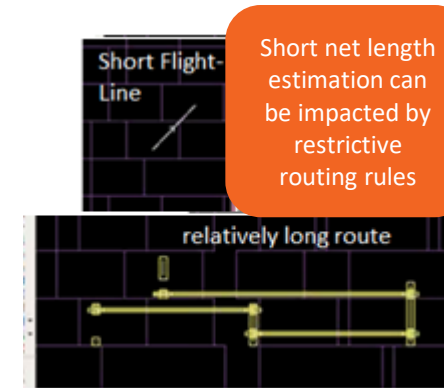 Short Flight-
Line
Short net length
estimation can
be impacted by
restrictive
routing rules
relatively long route